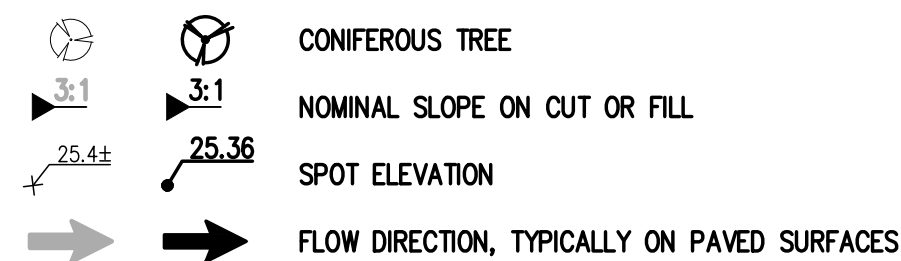 CONIFEROUS TREE
3:1 3:1 NOMINAL SLOPE ON CUT OR FILL
25.4± 25.36 SPOT ELEVATION
FLOW DIRECTION, TYPICALLY ON PAVED SURFACES